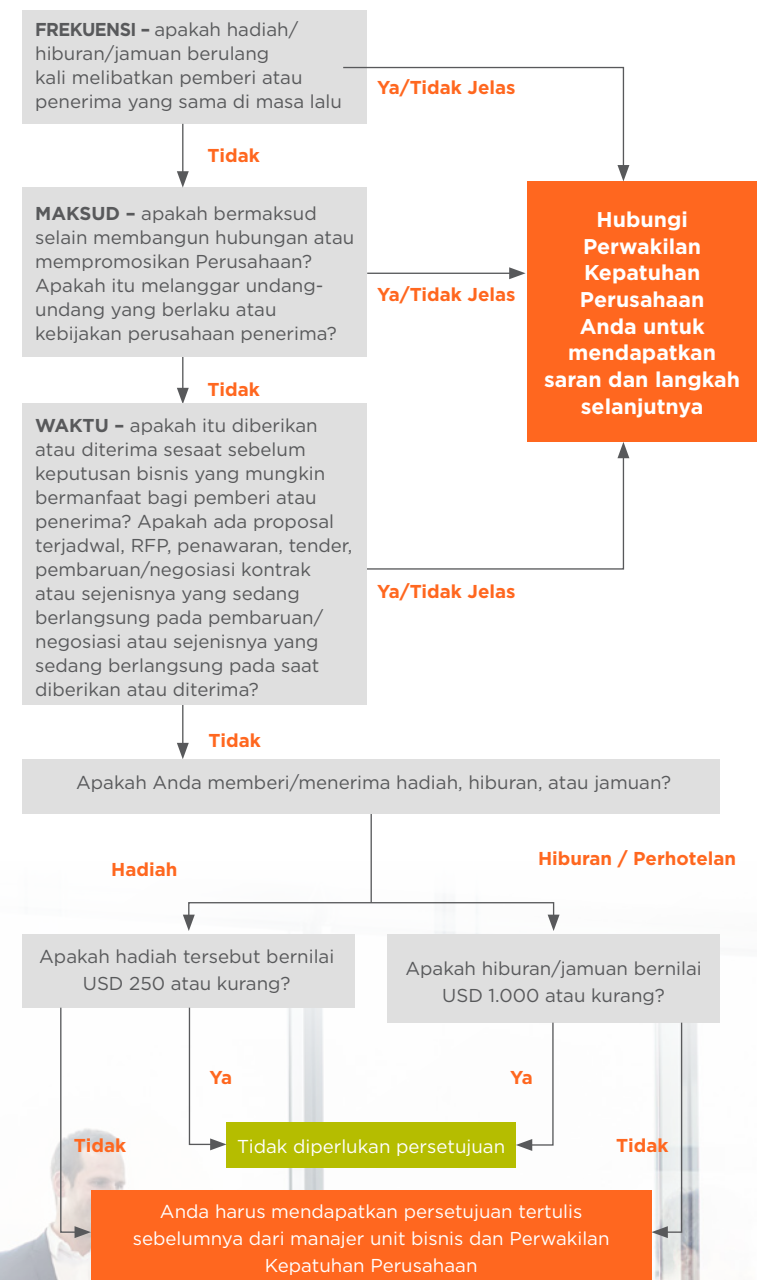 FREKUENSI – apakah hadiah/
hiburan/jamuan berulang
kali melibatkan pemberi atau
penerima yang sama di masa lalu
Ya/Tidak Jelas
Tidak
MAKSUD – apakah bermaksud
selain membangun hubungan atau
mempromosikan Perusahaan?
Apakah itu melanggar undang-
undang yang berlaku atau
kebijakan perusahaan penerima?
Ya/Tidak Jelas
Hubungi
Perwakilan
Kepatuhan
Perusahaan
Anda untuk
mendapatkan
saran dan langkah
selanjutnya
Tidak
WAKTU – apakah itu diberikan
atau diterima sesaat sebelum
keputusan bisnis yang mungkin
bermanfaat bagi pemberi atau
penerima? Apakah ada proposal
terjadwal, RFP, penawaran, tender,
pembaruan/negosiasi kontrak
atau sejenisnya yang sedang
berlangsung pada pembaruan/
negosiasi atau sejenisnya yang
sedang berlangsung pada saat
diberikan atau diterima?
Ya/Tidak Jelas
Tidak
Apakah Anda memberi/menerima hadiah, hiburan, atau jamuan?
Hadiah
Hiburan / Perhotelan
Apakah hadiah tersebut bernilai
USD 250 atau kurang?
Apakah hiburan/jamuan bernilai
USD 1.000 atau kurang?
Ya
Ya
Tidak
Tidak diperlukan persetujuan
Tidak
Anda harus mendapatkan persetujuan tertulis
sebelumnya dari manajer unit bisnis dan Perwakilan
Kepatuhan Perusahaan